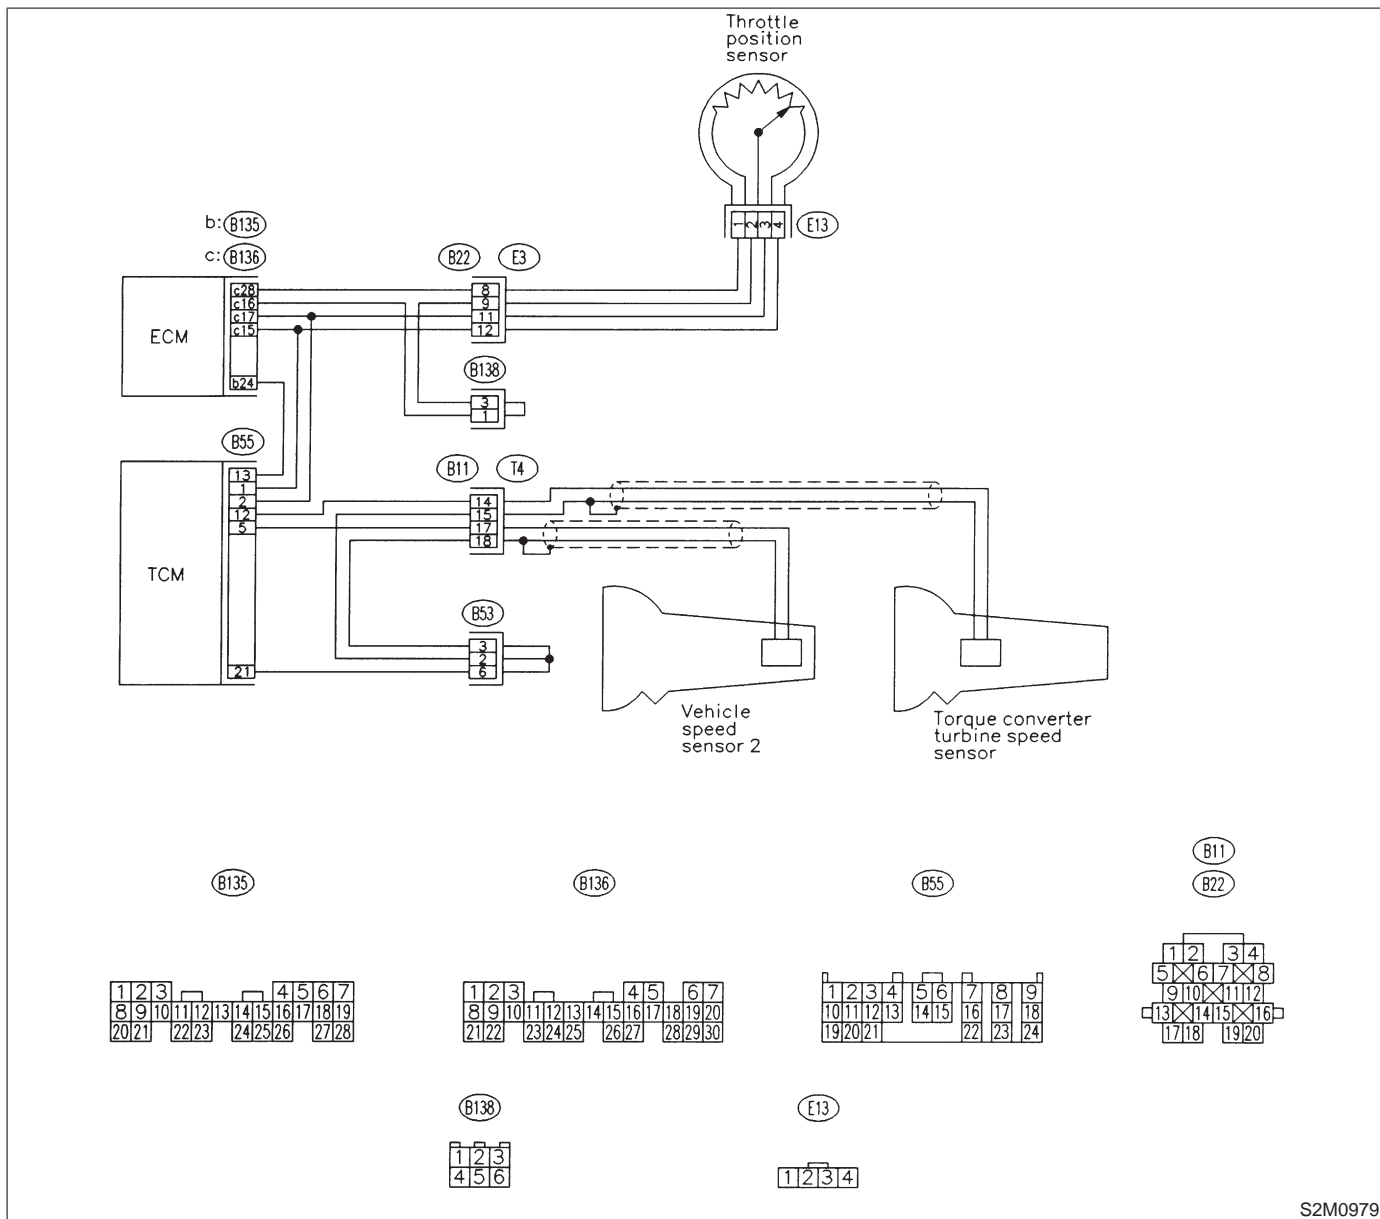 Throttle
position
sensor
1 2 3 4
E13
b: B135
c: B136
B22 E3
c28
c16
c17
c15
b24
ECM
8
9
11
12
B138
3
1
B55
13
1
2
12
5
21
TCM
B11 T4
14
15
17
18
B53
3
2
6
Vehicle
speed
sensor 2
Torque converter
turbine speed
sensor
B135
1 2 3 4 5 6 7
8 9 10 11 12 13 14 15 16 17 18 19
20 21 22 23 24 25 26 27 28
B136
1 2 3 4 5 6 7
8 9 10 11 12 13 14 15 16 17 18 19 20
21 22 23 24 25 26 27 28 29 30
B55
1 2 3 4 5 6 7 8 9
10 11 12 13 14 15 16 17 18
19 20 21 22 23 24
B11
B22
1 2 3 4
5 6 7 8
9 10 11 12
13 14 15 16
17 18 19 20
B138
1 2 3
4 5 6
E13
1 2 3 4
S2M0979